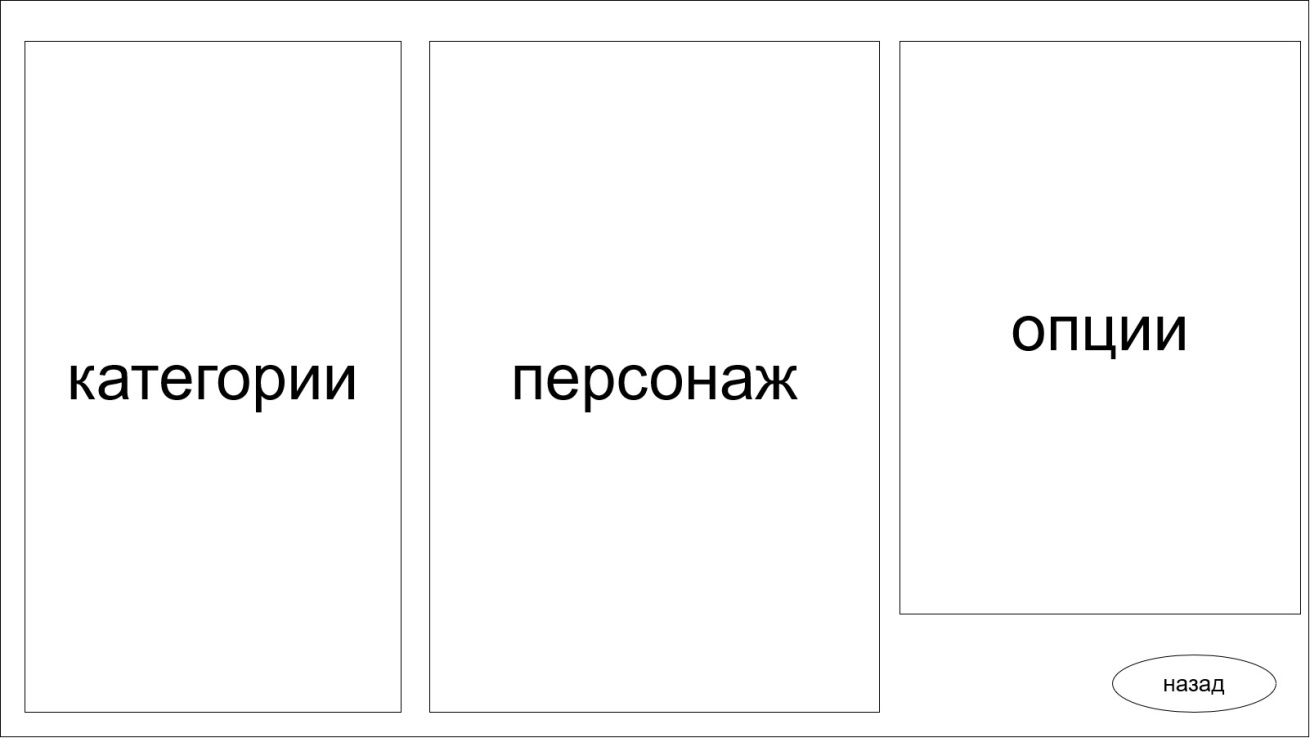 категории
персонаж
опции
назад